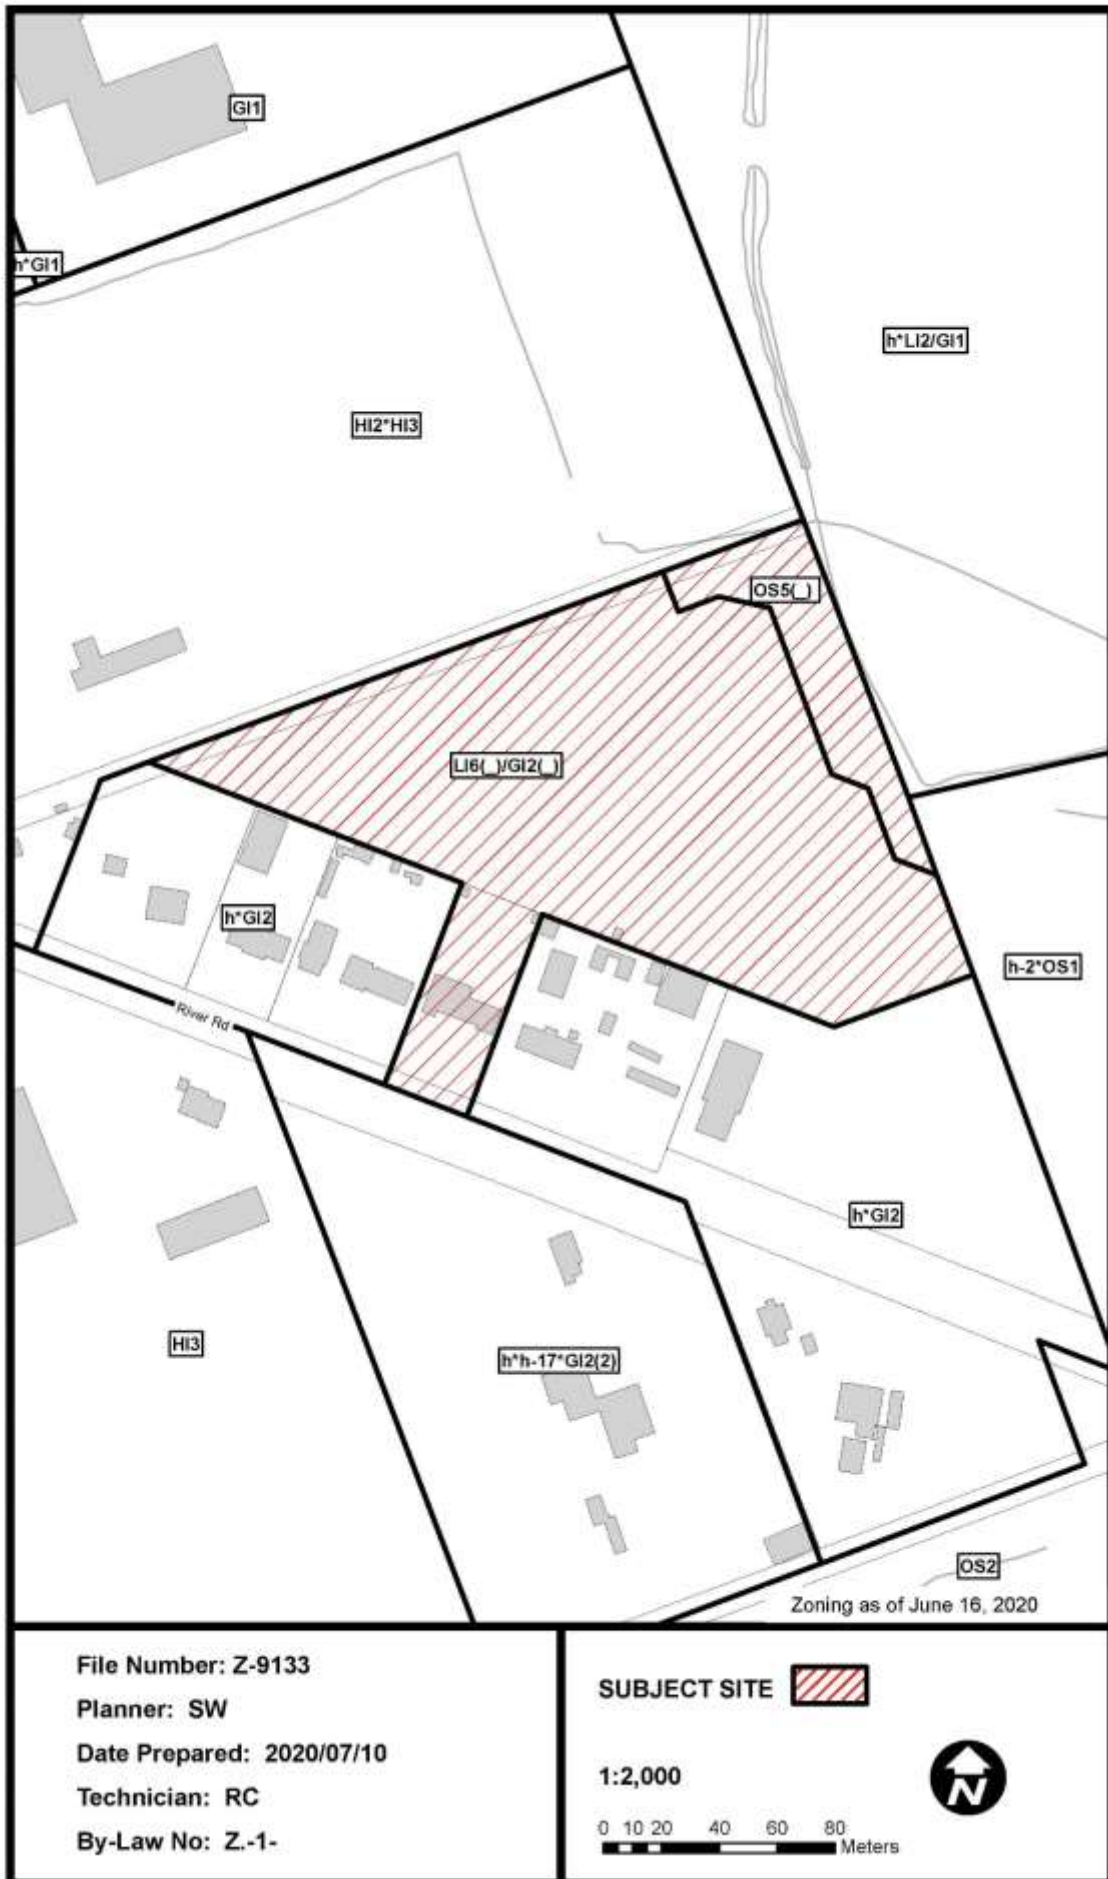 GI1
h*GI1
h*LI2/GI1
HI2*HI3
OS5(_)
LI6(_)/GI2(_)
h*GI2
h-2*OS1
River Rd
h*GI2
HI3
h*h-17*GI2(2)
OS2
Zoning as of June 16, 2020
File Number: Z-9133
Planner: SW
Date Prepared: 2020/07/10
Technician: RC
By-Law No: Z.-1-
SUBJECT SITE
1:2,000
N
0 10 20 40 60 80
Meters